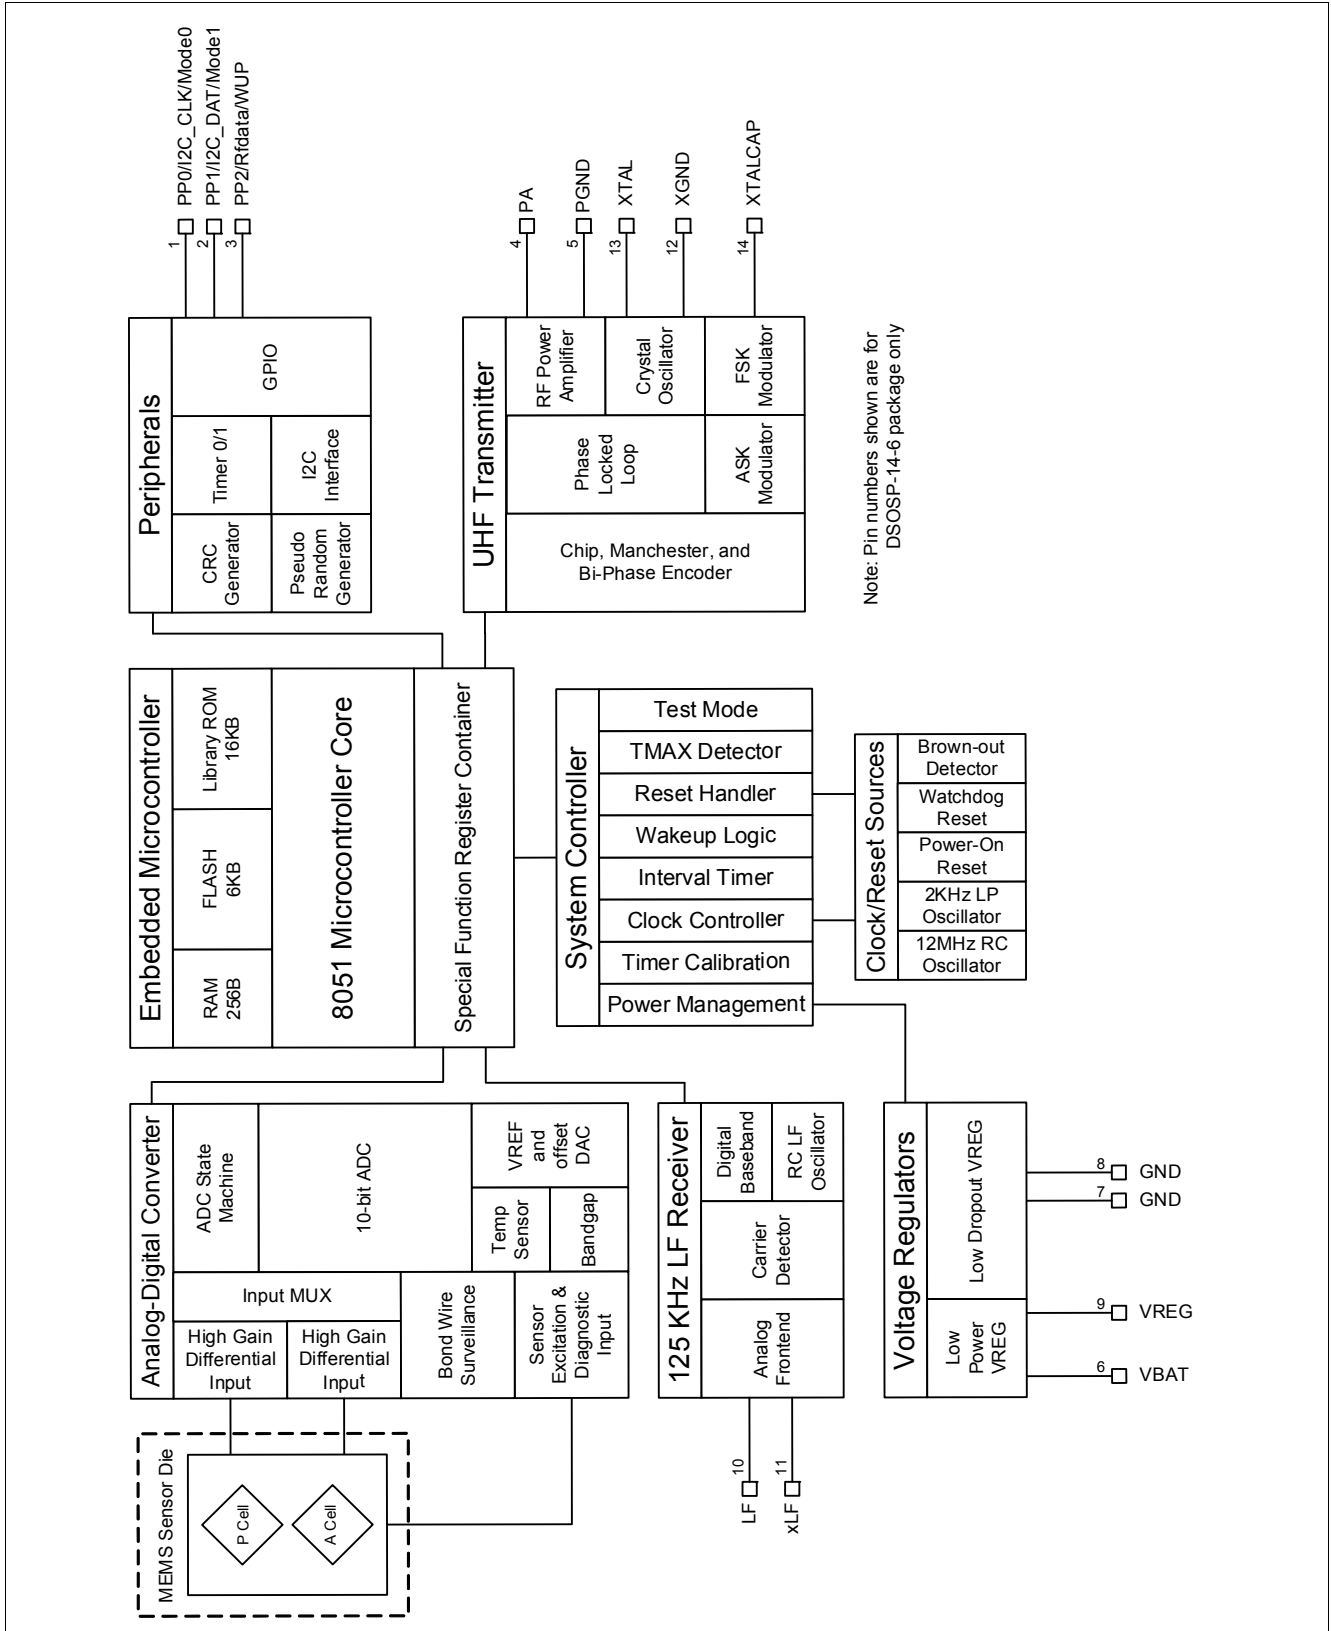 PP0/I2C_CLK/Mode0
PP1/I2C_DAT/Mode1
PP2/Rfdata/WUP
1
2
3
Peripherals
CRC
Generator
Timer 0/1
Pseudo
Random
Generator
I2C
Interface
GPIO
PA
PGND
XTAL
XGND
XTALCAP
4
5
13
12
14
UHF Transmitter
RF Power
Amplifier
Crystal
Oscillator
FSK
Modulator
Phase
Locked
Loop
ASK
Modulator
Chip, Manchester, and
Bi-Phase Encoder
Note: Pin numbers shown are for
DSOSP-14-6 package only
Embedded Microcontroller
RAM
256B
FLASH
6KB
Library ROM
16KB
8051 Microcontroller Core
Special Function Register Container
System Controller
Test Mode
TMAX Detector
Reset Handler
Wakeup Logic
Interval Timer
Clock Controller
Timer Calibration
Power Management
Clock/Reset Sources
Brown-out
Detector
Watchdog
Reset
Power-On
Reset
2KHz LP
Oscillator
12MHz RC
Oscillator
Analog-Digital Converter
ADC State
Machine
10-bit ADC
VREF
and
offset
DAC
Temp
Sensor
Bandgap
Input MUX
High Gain
Differential
Input
High Gain
Differential
Input
Bond Wire
Surveillance
Sensor
Excitation &
Diagnostic
Input
MEMS Sensor Die
P Cell
A Cell
125 KHz LF Receiver
Digital
Baseband
RC LF
Oscillator
Carrier
Detector
Analog
Frontend
10
11
LF
xLF
Voltage Regulators
Low Dropout VREG
Low
Power
VREG
8
GND
7
GND
9
VREG
6
VBAT